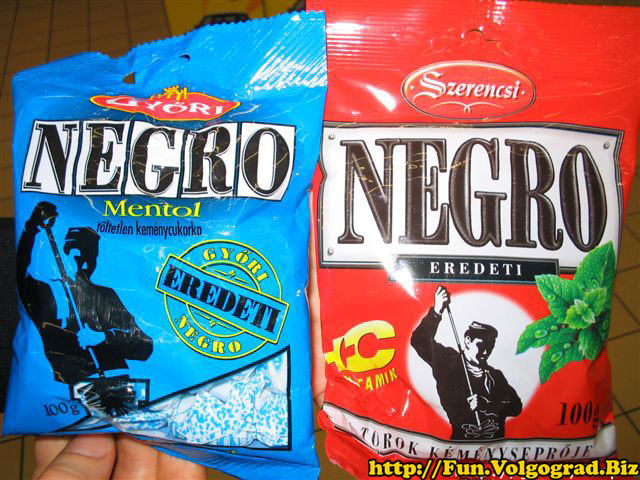 GYŐRI
NEGRO
Mentol
töltetlen keménycukorka
GYŐRI
EREDETI
NEGRO
100g
Szerencsi
NEGRO
EREDETI
+C
100g
TOROK KÉMÉNYSEPRŐJE
http://Fun.Volgograd.Biz